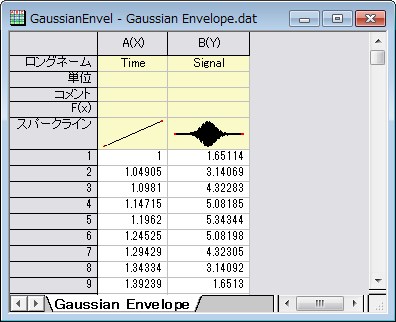 GaussianEnvel - Gaussian Envelope.dat
A(X) B(Y)
ロングネーム Time Signal
単位
コメント
F(x)
スパークライン
1 1 1.65114
2 1.04905 3.14069
3 1.0981 4.32283
4 1.14715 5.08185
5 1.1962 5.34344
6 1.24525 5.08198
7 1.29429 4.32305
8 1.34334 3.14092
9 1.39239 1.6513
Gaussian Envelope